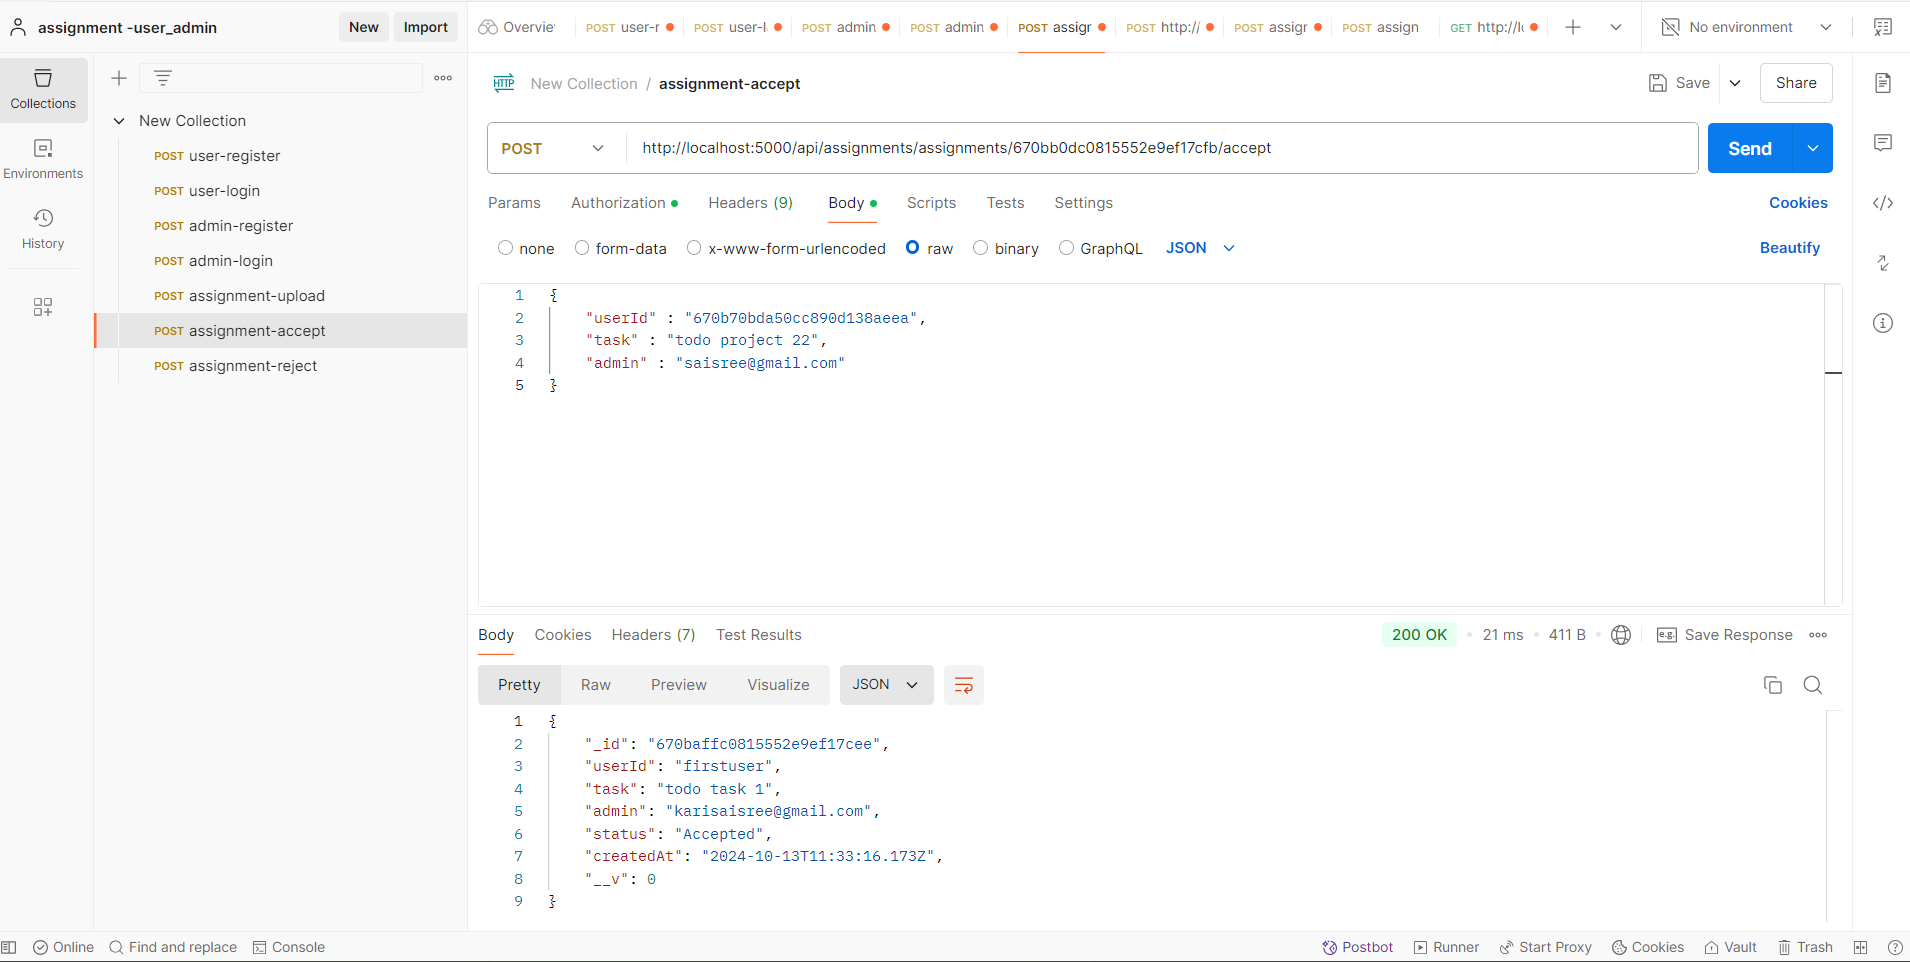 assignment -user_admin
New
Import
Overvie
POST user-r
POST user-l
POST admin
POST admin
POST assigr
POST http://
POST assigr
POST assign
GET http://l
No environment
Collections
Environments
History
New Collection
POST user-register
POST user-login
POST admin-register
POST admin-login
POST assignment-upload
POST assignment-accept
POST assignment-reject
HTTP New Collection / assignment-accept
Save
Share
POST
http://localhost:5000/api/assignments/assignments/670bb0dc0815552e9ef17cfb/accept
Send
Params
Authorization
Headers (9)
Body
Scripts
Tests
Settings
Cookies
none
form-data
x-www-form-urlencoded
raw
binary
GraphQL
JSON
Beautify
1 {
2 "userId" : "670b70bda50cc890d138aeea",
3 "task" : "todo project 22",
4 "admin" : "saisree@gmail.com"
5 }
Body
Cookies
Headers (7)
Test Results
200 OK
21 ms
411 B
e.g. Save Response
Pretty
Raw
Preview
Visualize
JSON
1 {
2 "_id": "670baffc0815552e9ef17cee",
3 "userId": "firstuser",
4 "task": "todo task 1",
5 "admin": "karisaisree@gmail.com",
6 "status": "Accepted",
7 "createdAt": "2024-10-13T11:33:16.173Z",
8 "__v": 0
9 }
Online
Find and replace
Console
Postbot
Runner
Start Proxy
Cookies
Vault
Trash